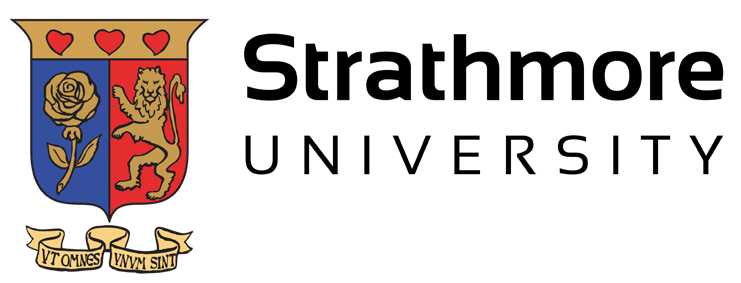 Strathmore
UNIVERSITY
VT OMNES VNVM SINT